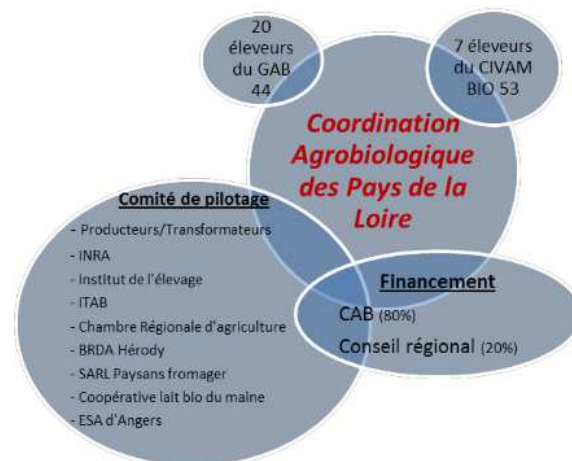 20
éleveurs
du GAB
44
7 éleveurs
du CIVAM
BIO 53
Coordination
Agrobiologique
des Pays de la
Loire
Comité de pilotage
- Producteurs/Transformateurs
- INRA
- Institut de l'élevage
- ITAB
- Chambre Régionale d'agriculture
- BRDA Hérody
- SARL Paysans fromager
- Coopérative lait bio du maine
- ESA d'Angers
Financement
CAB (80%)
Conseil régional (20%)